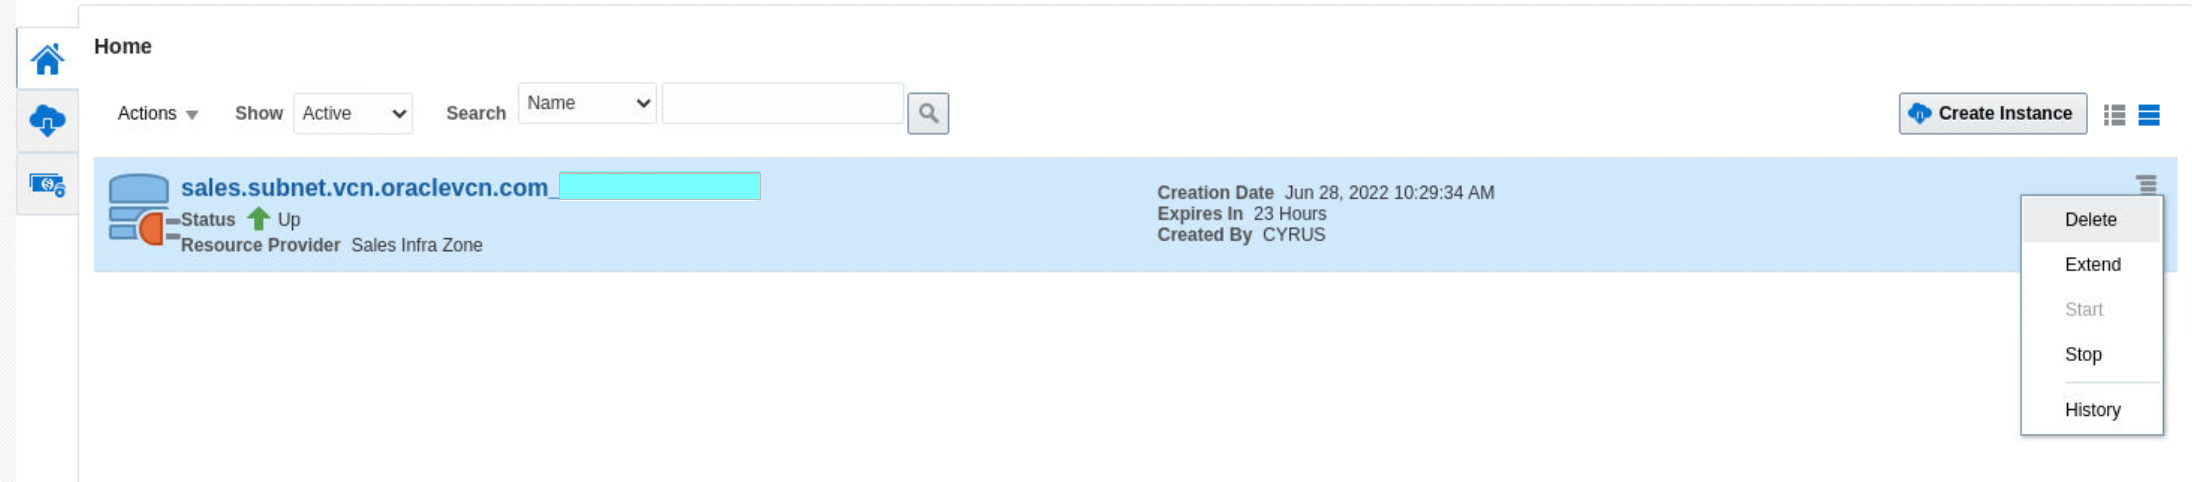 Home
Actions Show Active Search Name
Create Instance
sales.subnet.vcn.oraclevcn.com_
Status Up
Resource Provider Sales Infra Zone
Creation Date Jun 28, 2022 10:29:34 AM
Expires In 23 Hours
Created By CYRUS
Delete
Extend
Start
Stop
History